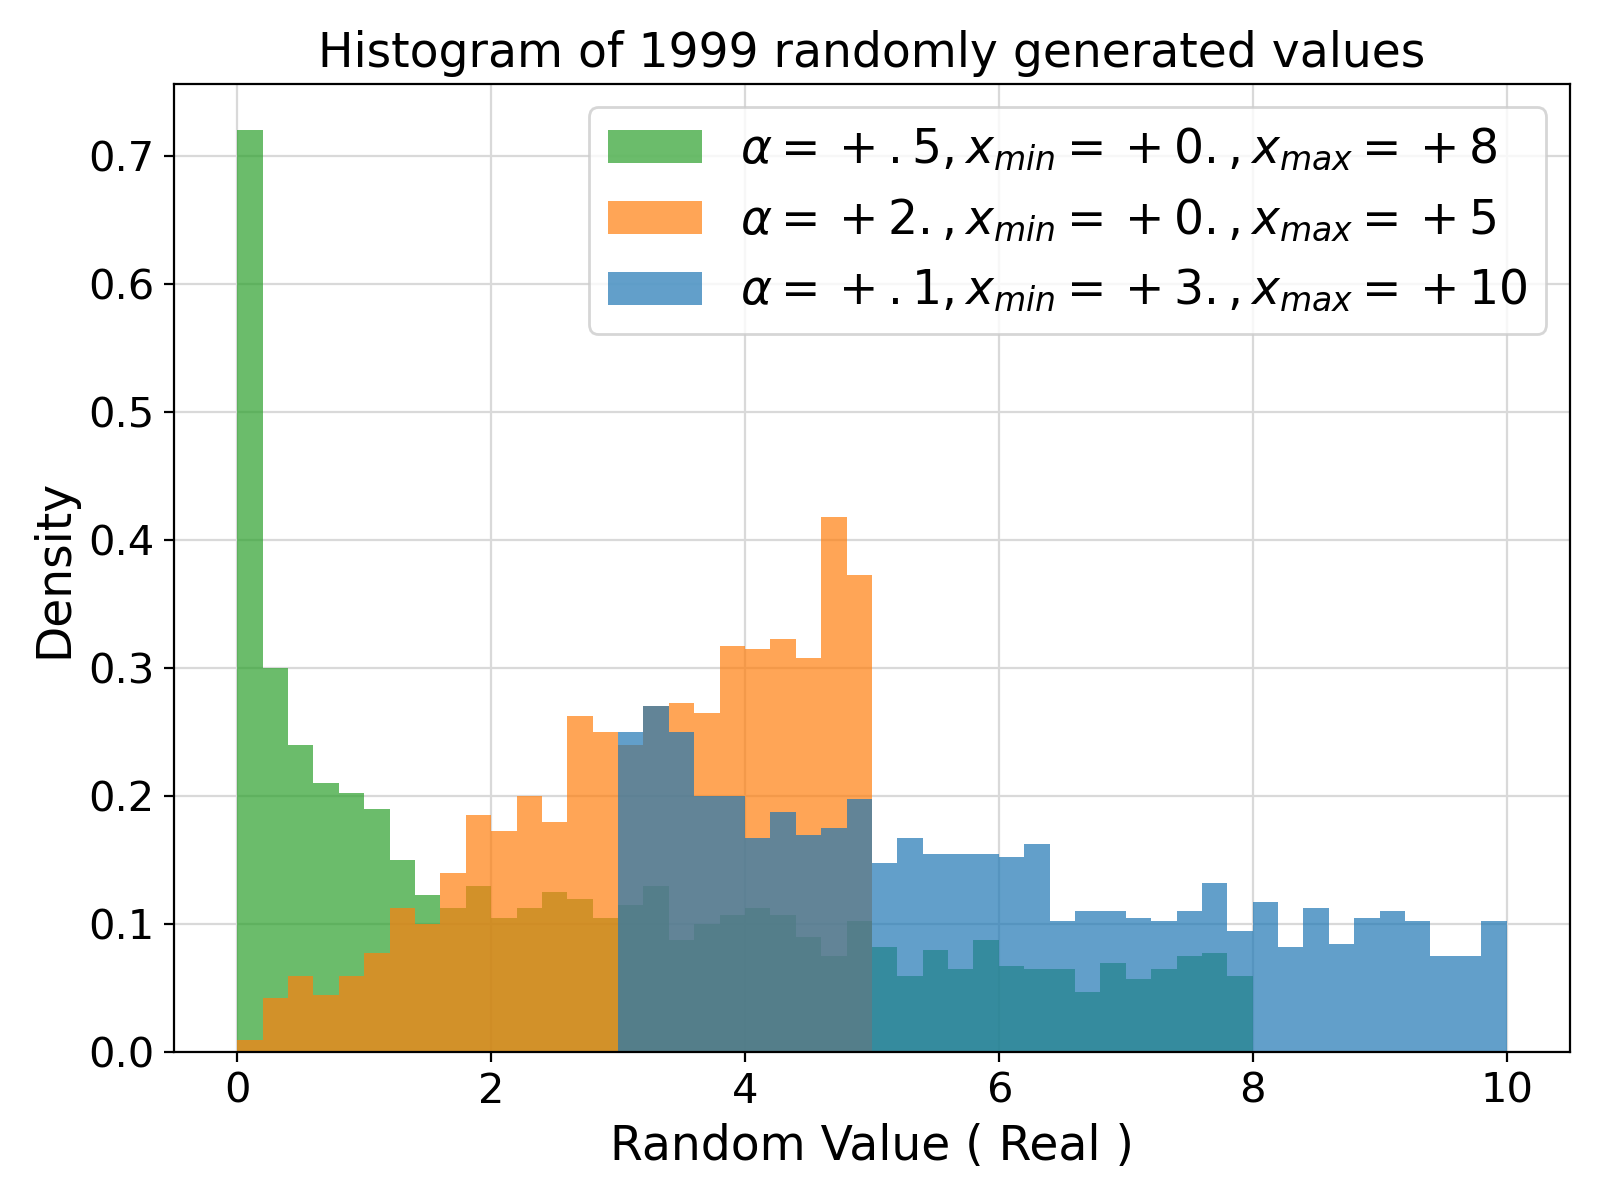 Histogram of 1999 randomly generated values
α = +.5, x_min = +0., x_max = +8
α = +2., x_min = +0., x_max = +5
α = +.1, x_min = +3., x_max = +10
0.7
0.6
0.5
0.4
0.3
0.2
0.1
0.0
Density
0 2 4 6 8 10
Random Value ( Real )